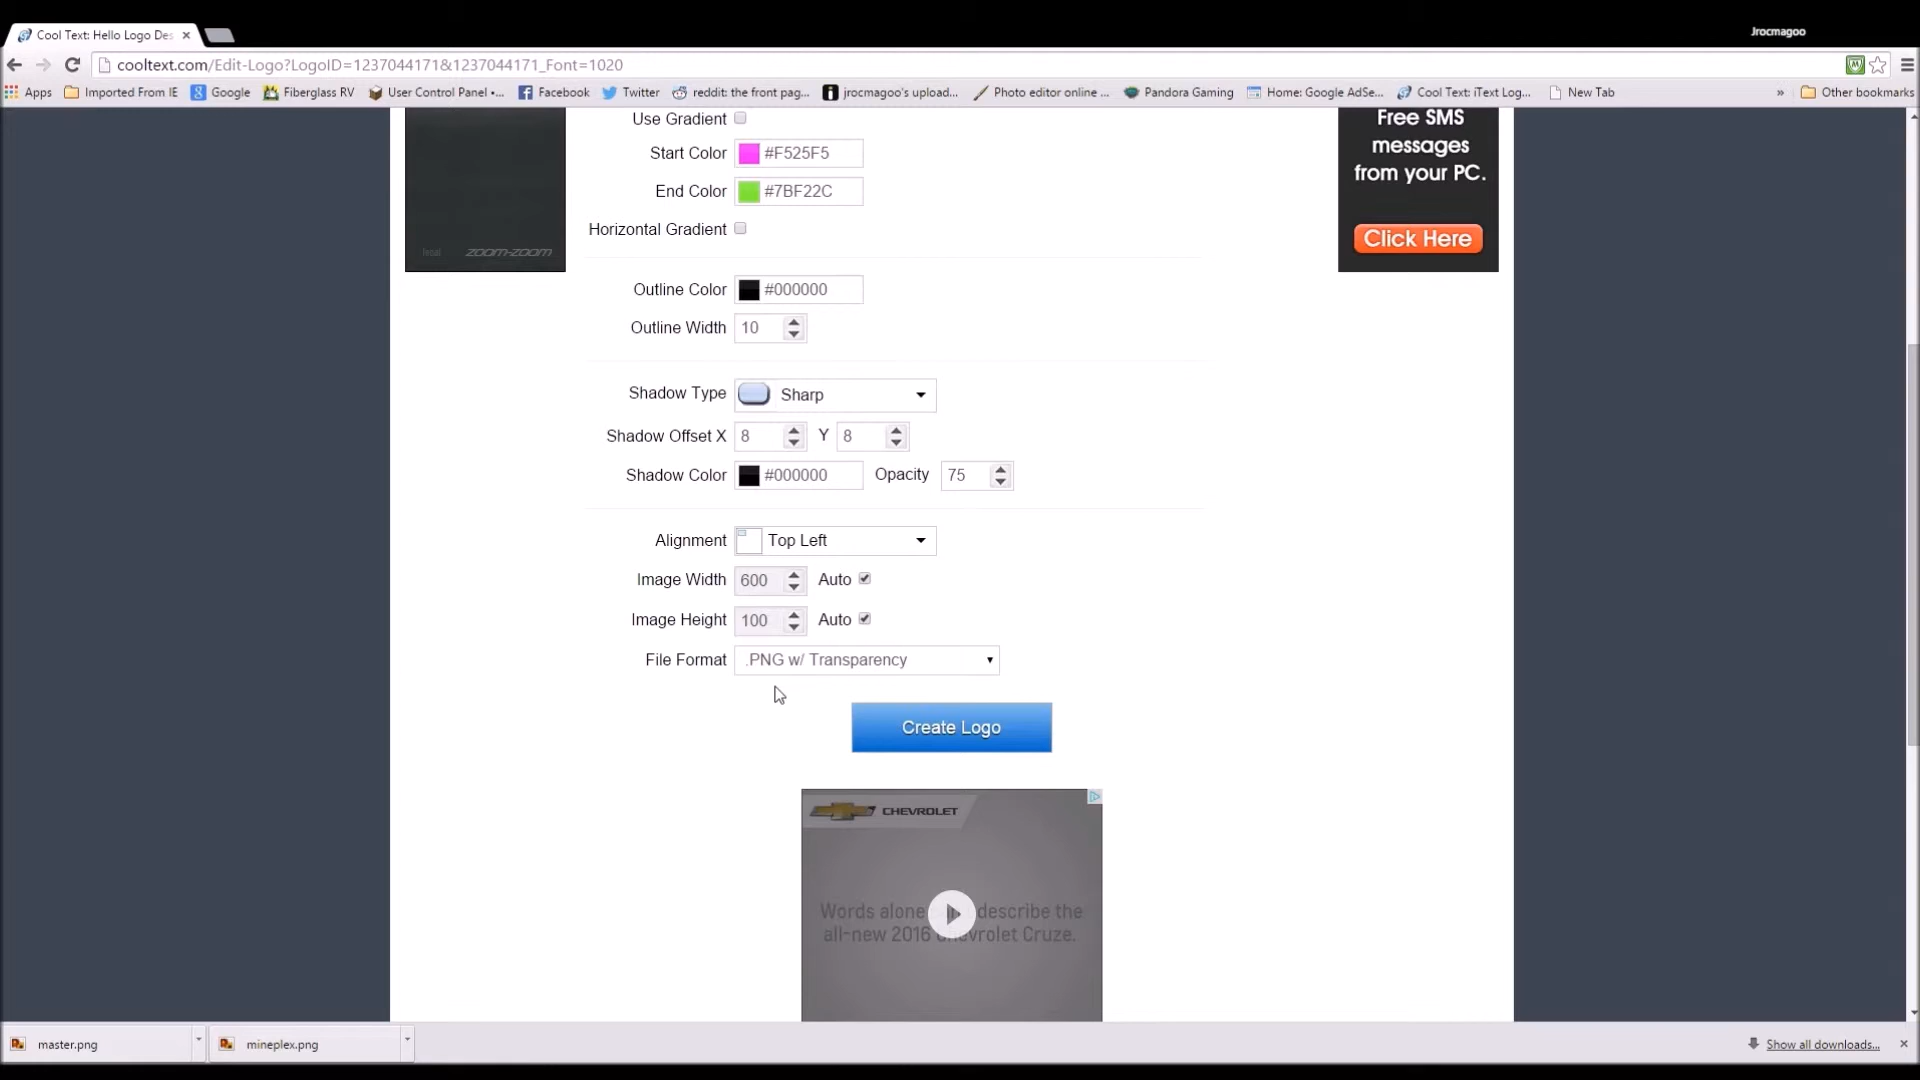 Cool Text: Hello Logo Des
Jrocmagoo
cooltext.com/Edit-Logo?LogoID=1237044171&1237044171_Font=1020
Apps Imported From IE Google Fiberglass RV User Control Panel •... Facebook Twitter reddit: the front pag... jrocmagoo's upload... Photo editor online ... Pandora Gaming Home: Google AdSe... Cool Text: iText Log... New Tab » Other bookmarks
Use Gradient
Start Color #F525F5
End Color #7BF22C
Horizontal Gradient
ZOOM-ZOOM
Free SMS
messages
from your PC.
Click Here
Outline Color #000000
Outline Width 10
Shadow Type Sharp
Shadow Offset X 8 Y 8
Shadow Color #000000 Opacity 75
Alignment Top Left
Image Width 600 Auto
Image Height 100 Auto
File Format .PNG w/ Transparency
Create Logo
CHEVROLET
Words alone describe the
all-new 2016 Chevrolet Cruze.
master.png mineplex.png Show all downloads...